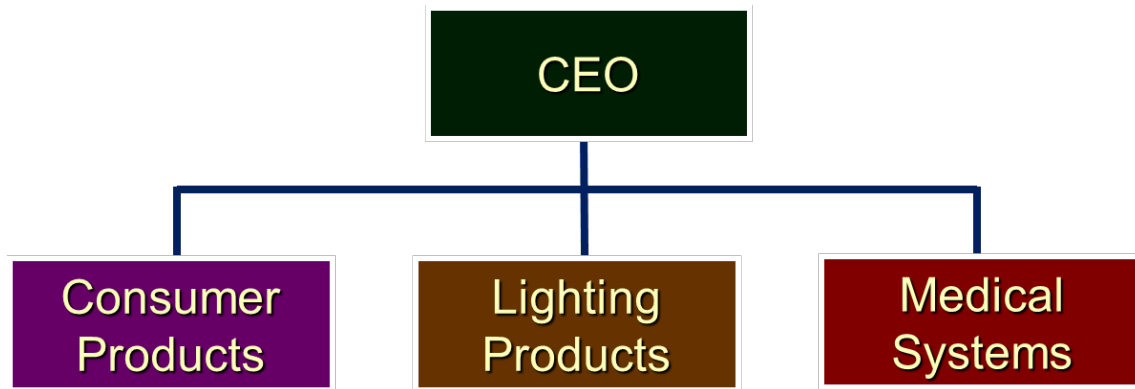 CEO
Consumer
Products
Lighting
Products
Medical
Systems